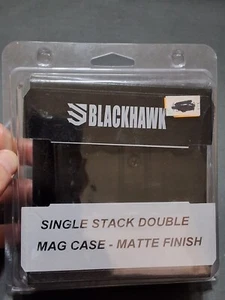 BLACKHAWK
SINGLE STACK DOUBLE
MAG CASE - MATTE FINISH